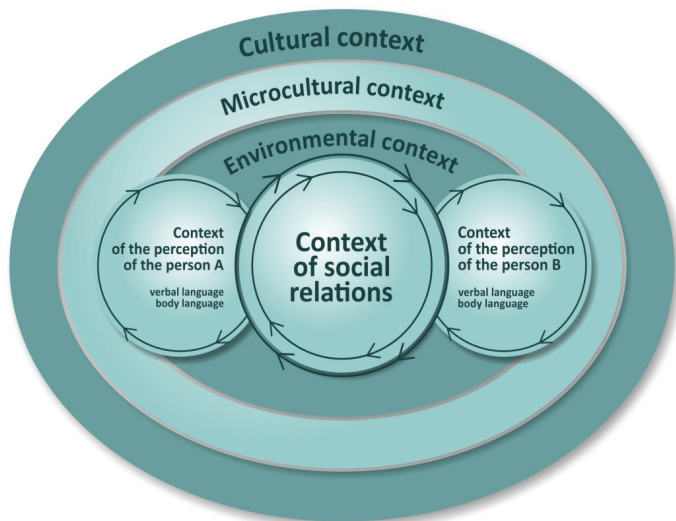 Cultural context
Microcultural context
Environmental context
Context
of the perception
of the person A
verbal language
body language
Context
of social
relations
Context
of the perception
of the person B
verbal language
body language